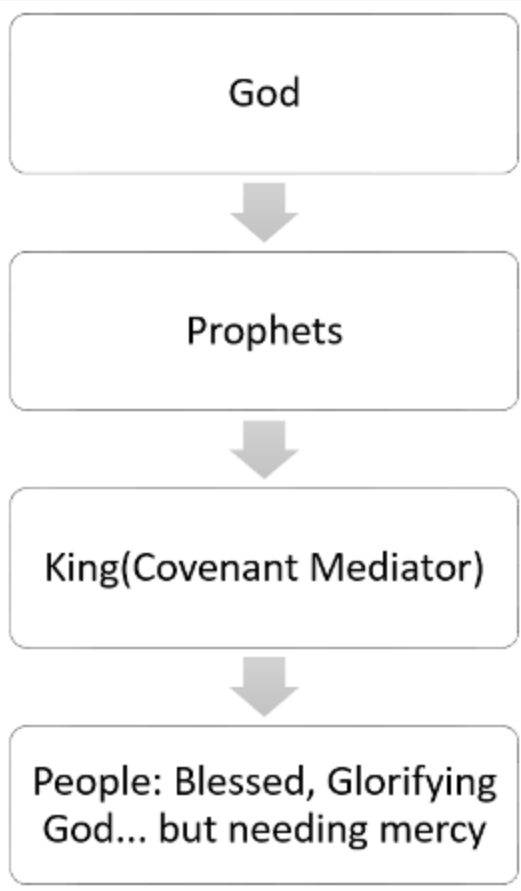 God
Prophets
King(Covenant Mediator)
People: Blessed, Glorifying
God... but needing mercy